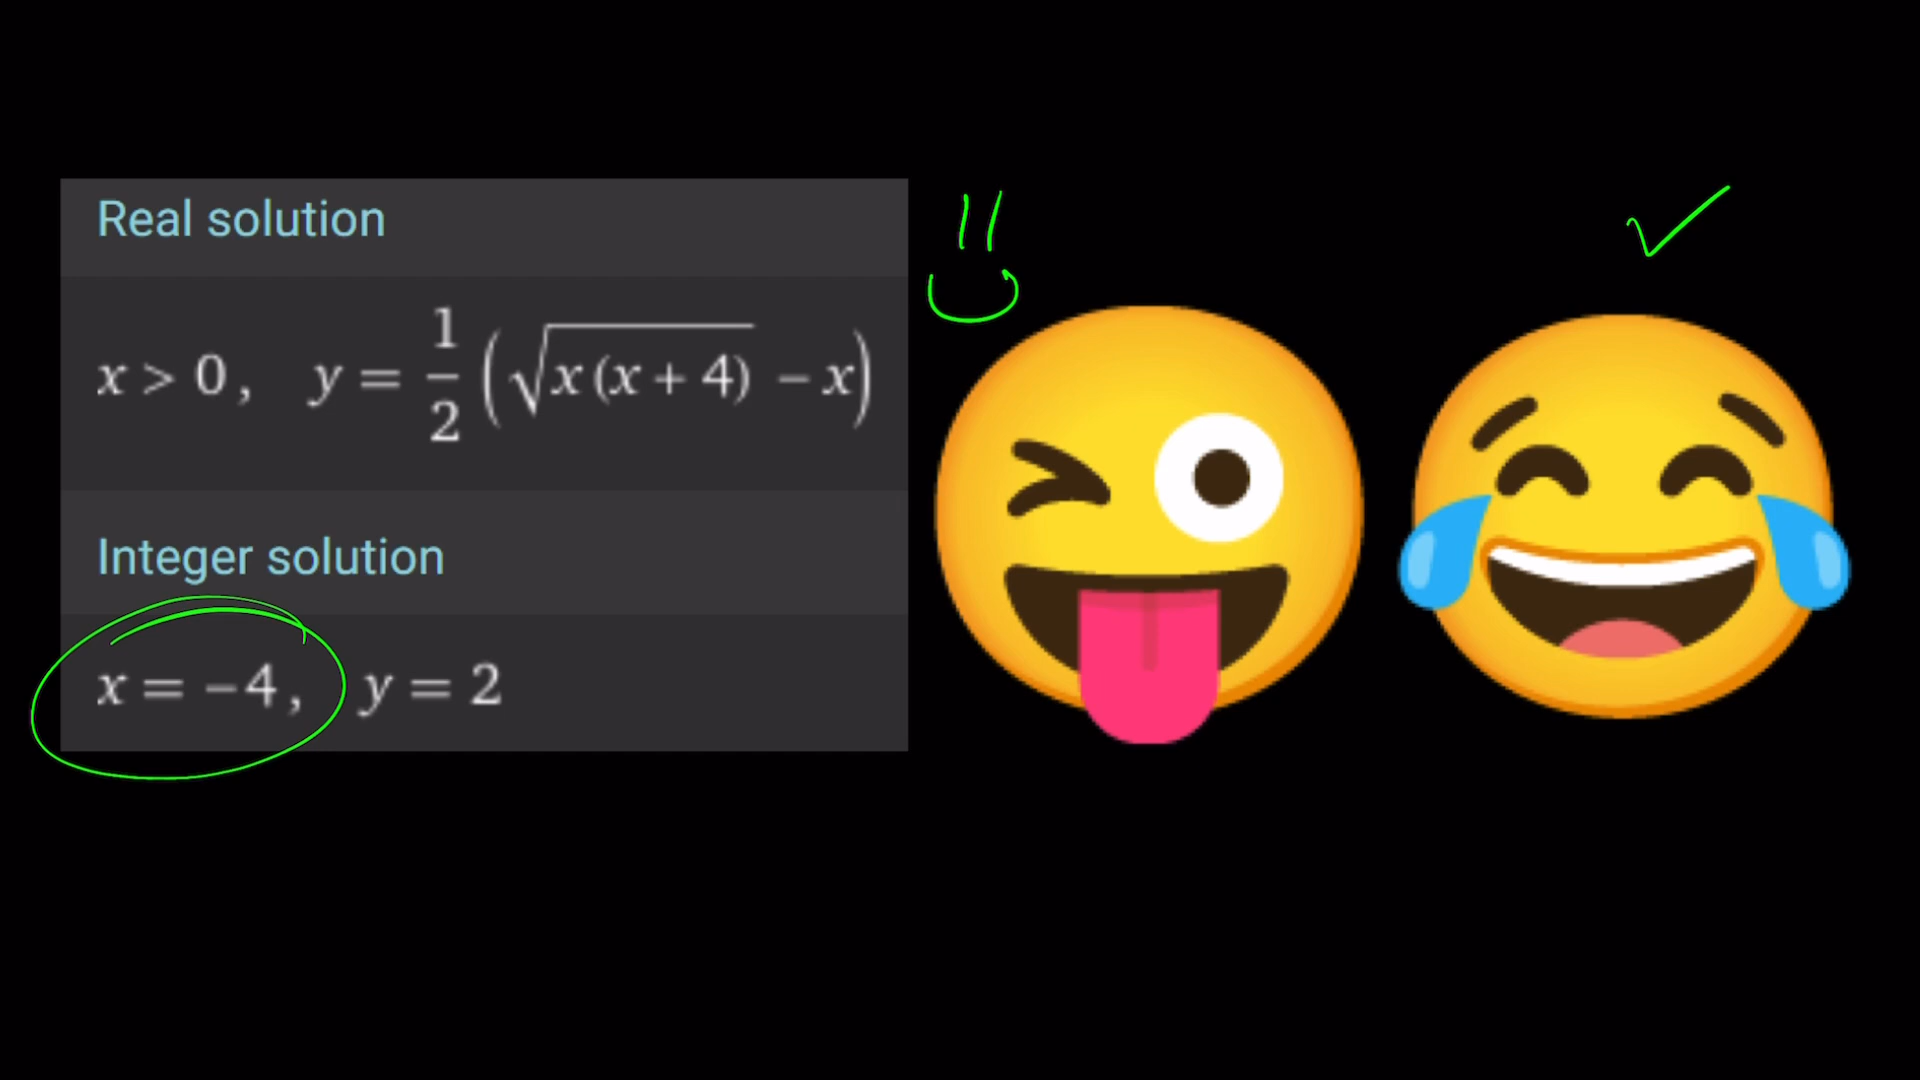 Real solution
x > 0, y = 1/2 (√x(x + 4) − x)
Integer solution
x = −4, y = 2